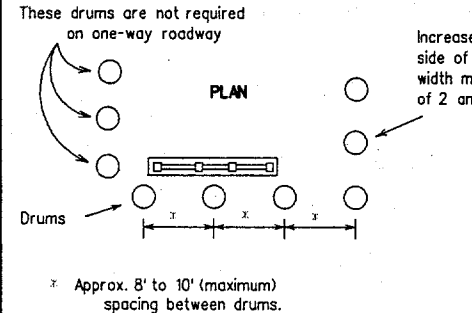 These drums are not required
on one-way roadway
Increase
side of
width m
of 2 an
PLAN
Drums
x x x
x Approx. 8' to 10' (maximum)
spacing between drums.